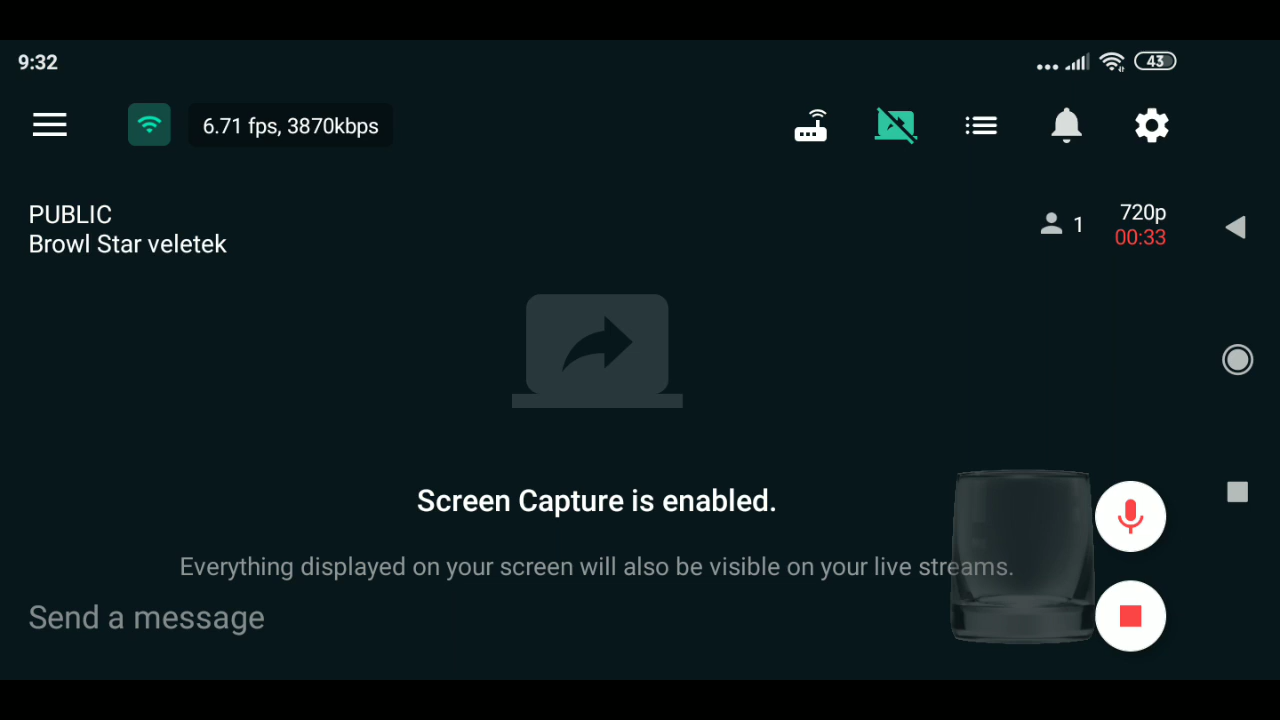 9:32
43
6.71 fps, 3870kbps
PUBLIC
Browl Star veletek
1
720p
00:33
Screen Capture is enabled.
Everything displayed on your screen will also be visible on your live streams.
Send a message